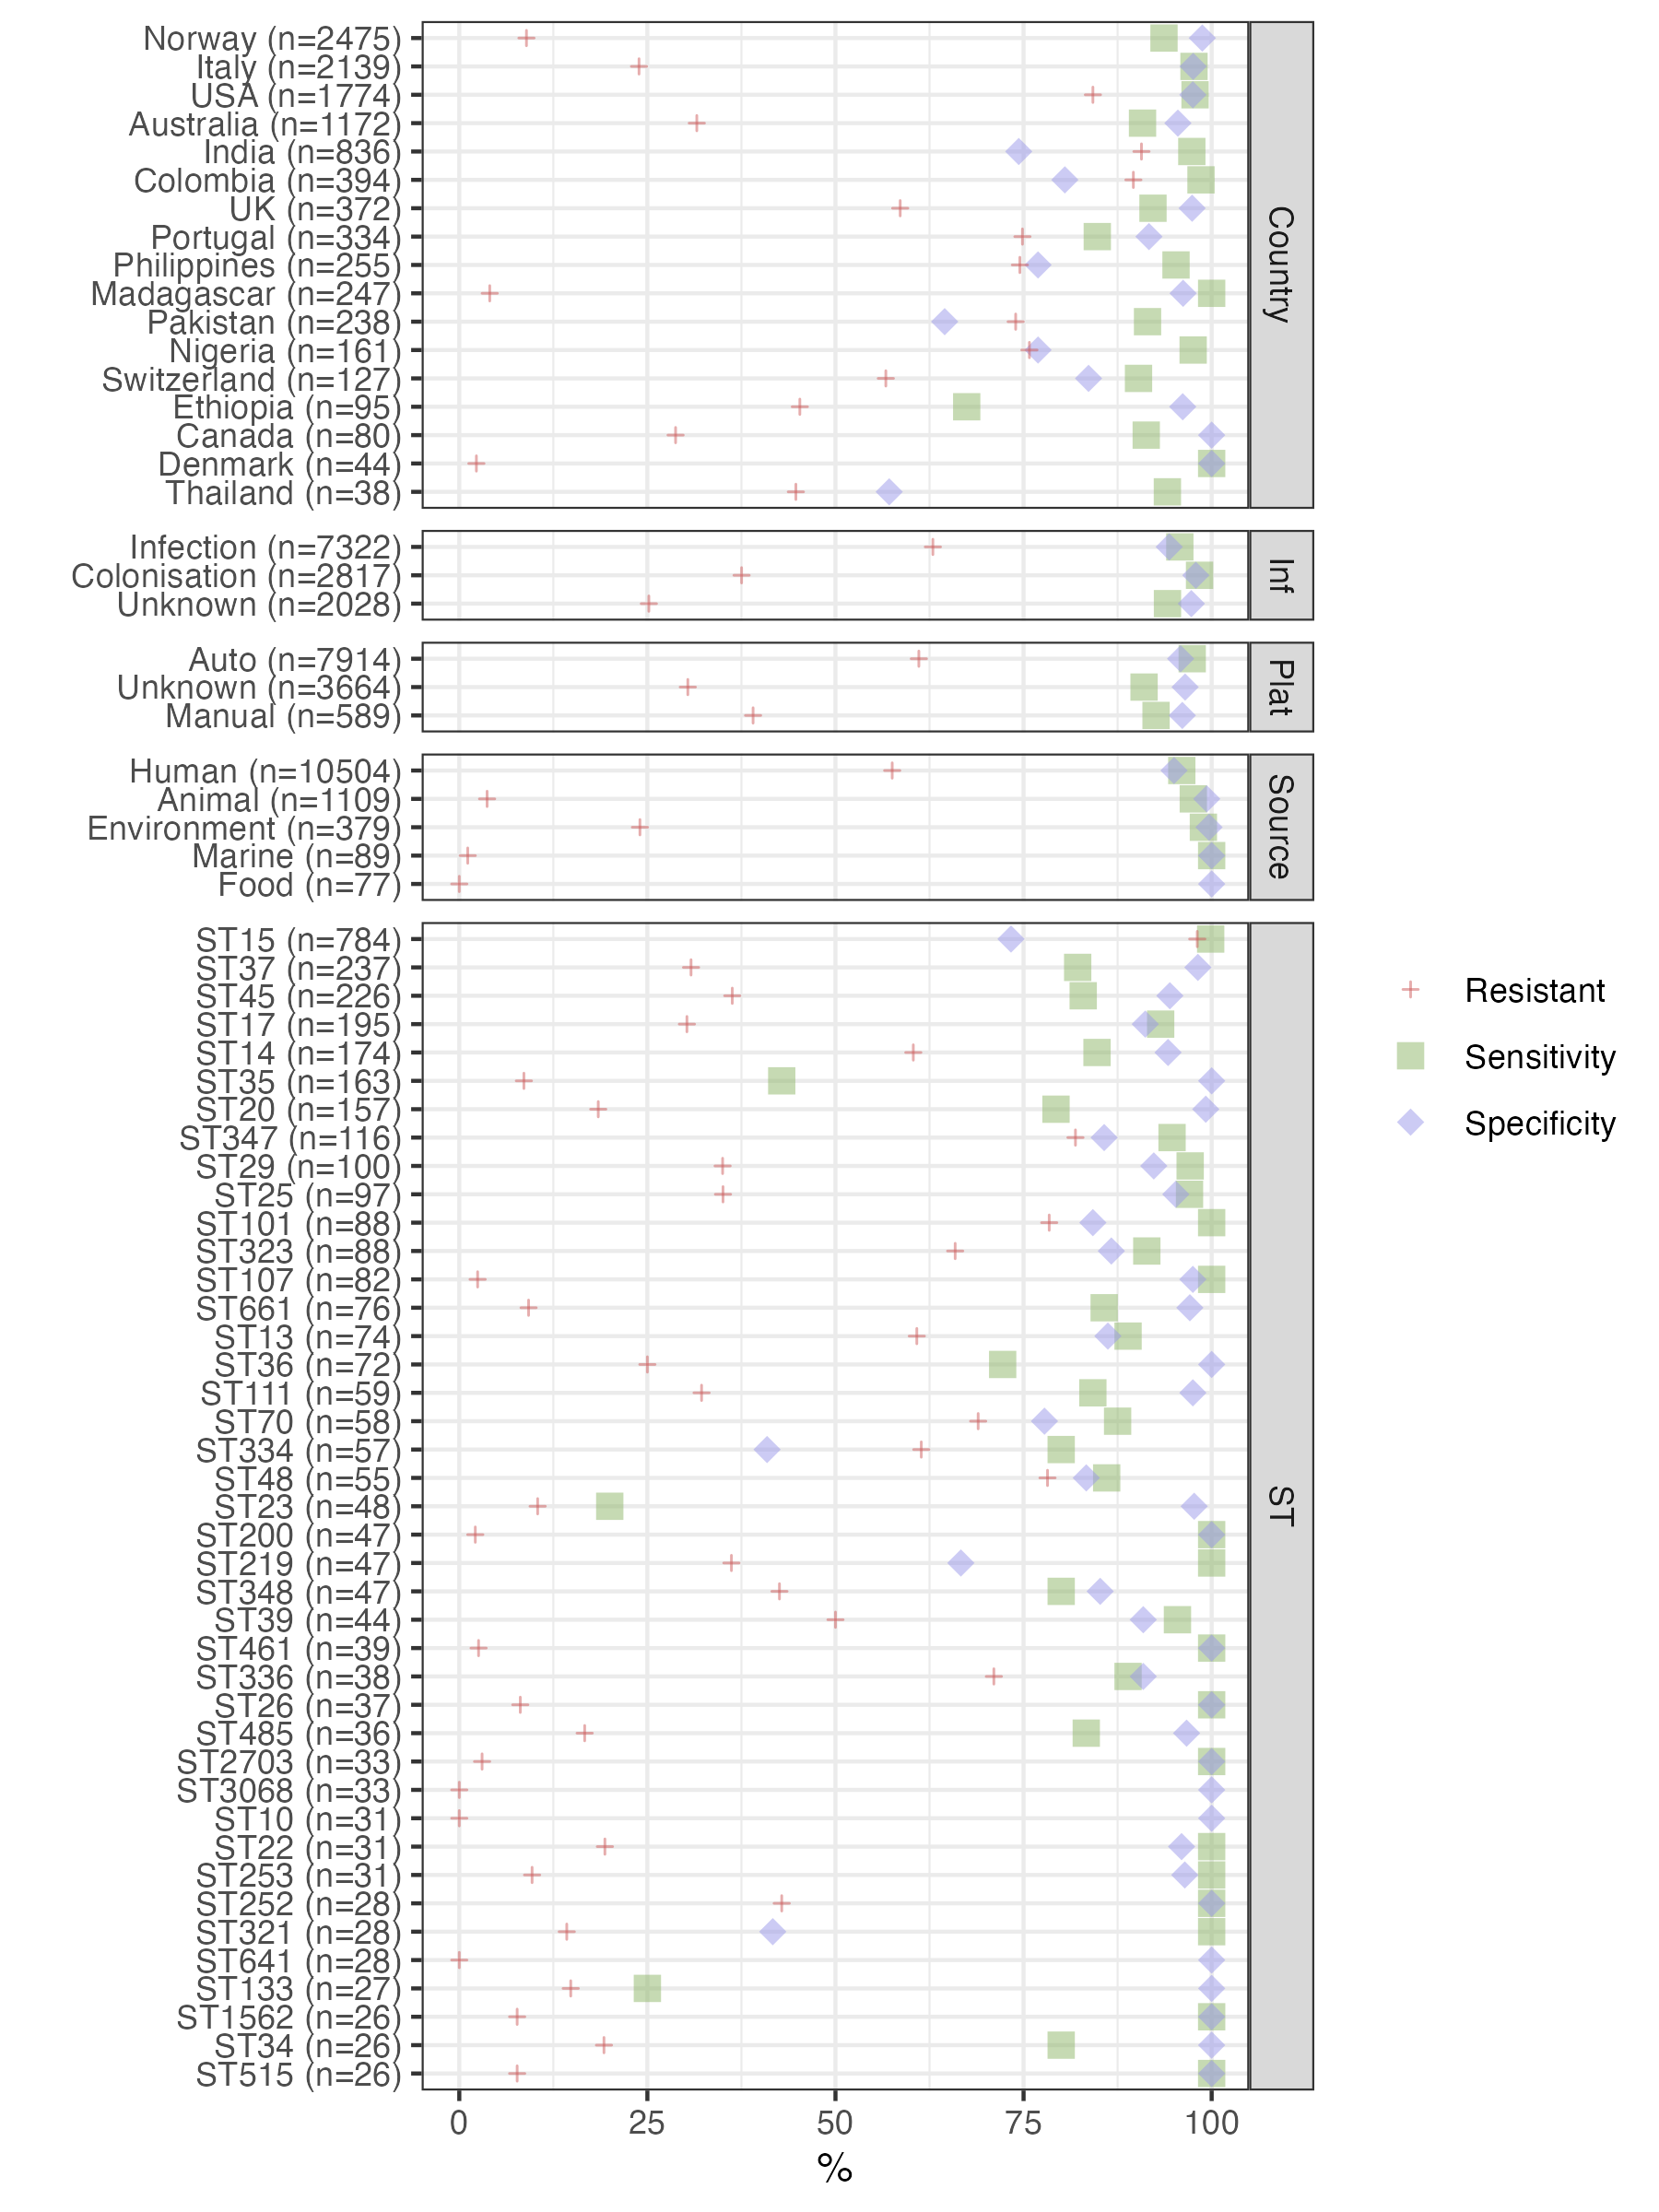 Norway (n=2475)
Italy (n=2139)
USA (n=1774)
Australia (n=1172)
India (n=836)
Colombia (n=394)
UK (n=372)
Portugal (n=334)
Philippines (n=255)
Madagascar (n=247)
Pakistan (n=238)
Nigeria (n=161)
Switzerland (n=127)
Ethiopia (n=95)
Canada (n=80)
Denmark (n=44)
Thailand (n=38)
Country
Infection (n=7322)
Colonisation (n=2817)
Unknown (n=2028)
Inf
Auto (n=7914)
Unknown (n=3664)
Manual (n=589)
Plat
Human (n=10504)
Animal (n=1109)
Environment (n=379)
Marine (n=89)
Food (n=77)
Source
ST15 (n=784)
ST37 (n=237)
ST45 (n=226)
ST17 (n=195)
ST14 (n=174)
ST35 (n=163)
ST20 (n=157)
ST347 (n=116)
ST29 (n=100)
ST25 (n=97)
ST101 (n=88)
ST323 (n=88)
ST107 (n=82)
ST661 (n=76)
ST13 (n=74)
ST36 (n=72)
ST111 (n=59)
ST70 (n=58)
ST334 (n=57)
ST48 (n=55)
ST23 (n=48)
ST200 (n=47)
ST219 (n=47)
ST348 (n=47)
ST39 (n=44)
ST461 (n=39)
ST336 (n=38)
ST26 (n=37)
ST485 (n=36)
ST2703 (n=33)
ST3068 (n=33)
ST10 (n=31)
ST22 (n=31)
ST253 (n=31)
ST252 (n=28)
ST321 (n=28)
ST641 (n=28)
ST133 (n=27)
ST1562 (n=26)
ST34 (n=26)
ST515 (n=26)
ST
0 25 50 75 100
%
Resistant
Sensitivity
Specificity